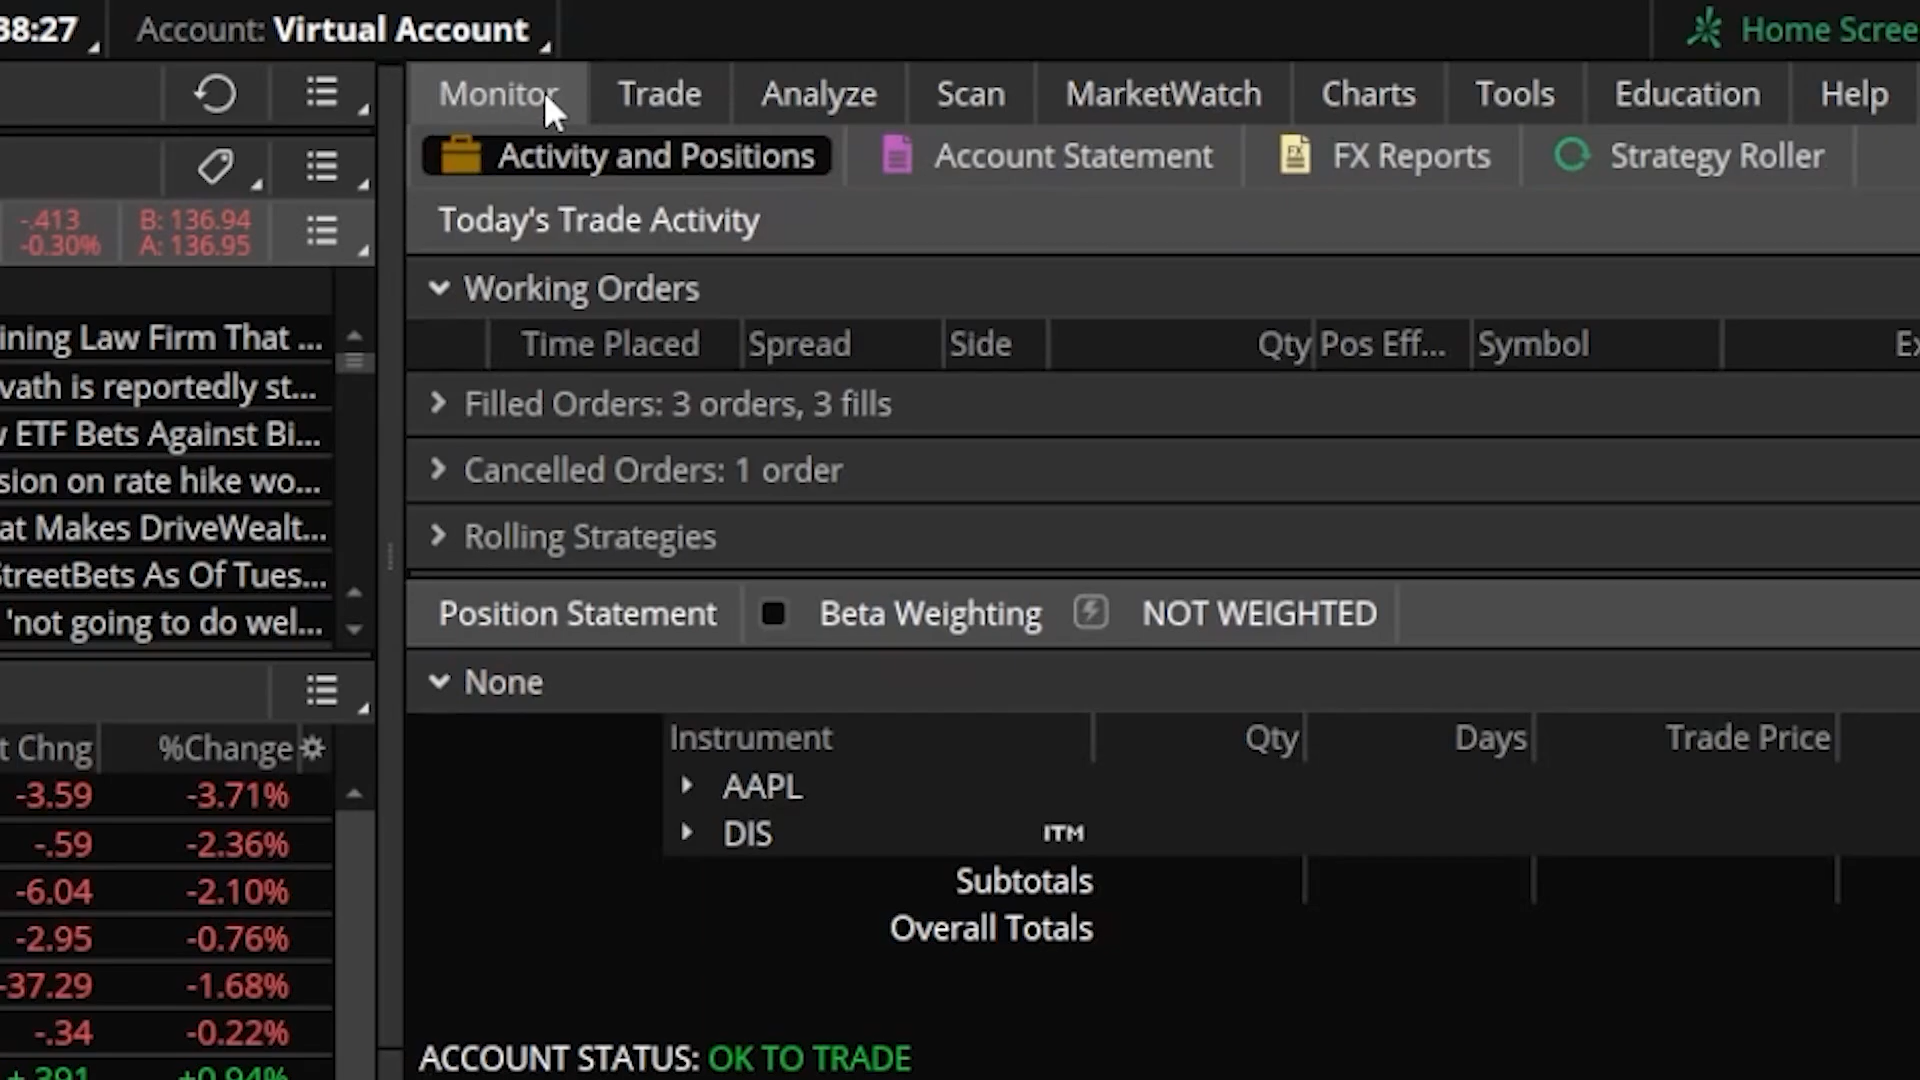 38:27 Account: Virtual Account Home Scree
Monitor Trade Analyze Scan MarketWatch Charts Tools Education Help
Activity and Positions Account Statement FX Reports Strategy Roller
Today's Trade Activity
-.413 B: 136.94
-0.30% A: 136.95
Working Orders
Time Placed Spread Side Qty Pos Eff... Symbol Ex
Filled Orders: 3 orders, 3 fills
Cancelled Orders: 1 order
Rolling Strategies
ining Law Firm That ...
vath is reportedly st...
v ETF Bets Against Bi...
sion on rate hike wo...
at Makes DriveWealt...
StreetBets As Of Tues...
'not going to do wel...
Position Statement Beta Weighting NOT WEIGHTED
None
Instrument Qty Days Trade Price
AAPL
DIS ITM
Subtotals
Overall Totals
t Chng %Change
-3.59 -3.71%
-.59 -2.36%
-6.04 -2.10%
-2.95 -0.76%
-37.29 -1.68%
-.34 -0.22%
+.391 +0.94%
ACCOUNT STATUS: OK TO TRADE